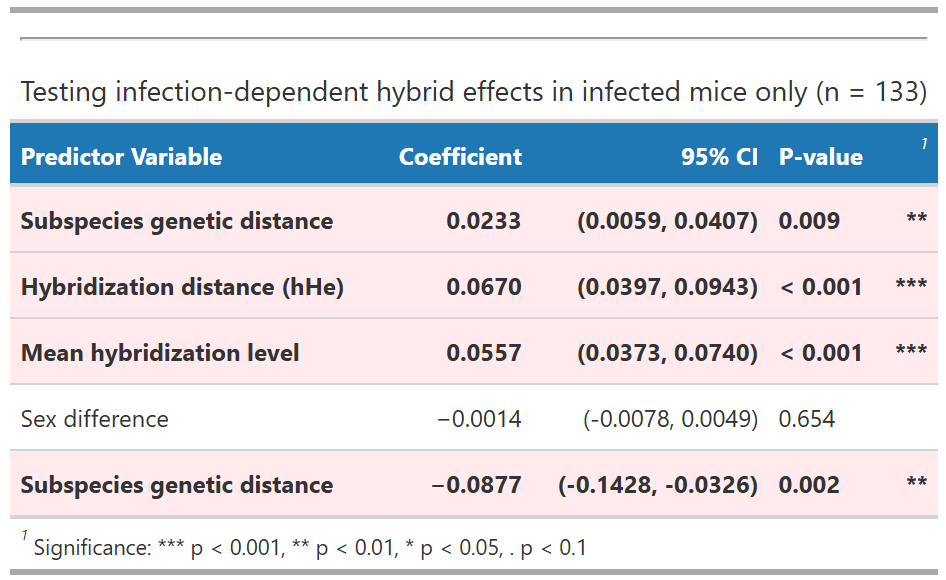 Testing infection-dependent hybrid effects in infected mice only (n = 133)
Predictor Variable Coefficient 95% CI P-value 1
Subspecies genetic distance 0.0233 (0.0059, 0.0407) 0.009 **
Hybridization distance (hHe) 0.0670 (0.0397, 0.0943) < 0.001 ***
Mean hybridization level 0.0557 (0.0373, 0.0740) < 0.001 ***
Sex difference −0.0014 (-0.0078, 0.0049) 0.654
Subspecies genetic distance −0.0877 (-0.1428, -0.0326) 0.002 **
1 Significance: *** p < 0.001, ** p < 0.01, * p < 0.05, . p < 0.1